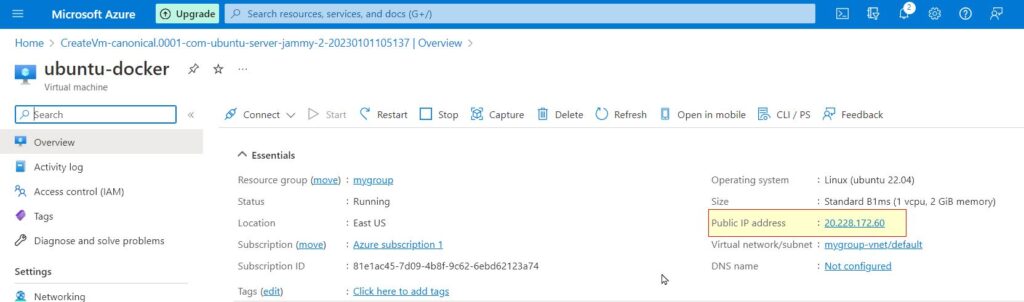 Microsoft Azure Upgrade Search resources, services, and docs (G+/) 2
Home > CreateVm-canonical.0001-com-ubuntu-server-jammy-2-20230101105137 | Overview >
ubuntu-docker ...
Virtual machine
Search «
Connect Start Restart Stop Capture Delete Refresh Open in mobile CLI / PS Feedback
Overview
Activity log
Access control (IAM)
Tags
Diagnose and solve problems
Settings
Networking
Essentials
Resource group (move) : mygroup
Status : Running
Location : East US
Subscription (move) : Azure subscription 1
Subscription ID : 81e1ac45-7d09-4b8f-9c62-6ebd62123a74
Tags (edit) : Click here to add tags
Operating system : Linux (ubuntu 22.04)
Size : Standard B1ms (1 vcpu, 2 GiB memory)
Public IP address : 20.228.172.60
Virtual network/subnet : mygroup-vnet/default
DNS name : Not configured